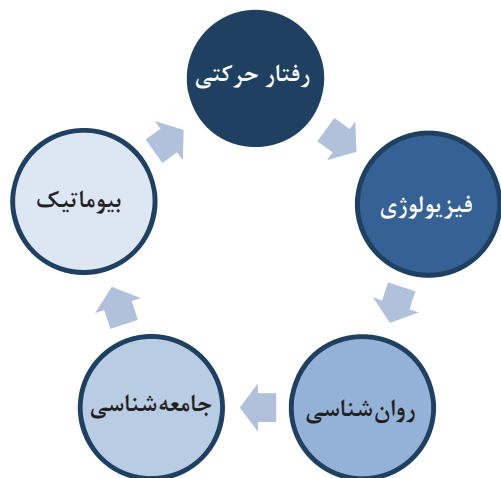 رفتار حرکتی
فیزیولوژی
روان‌شناسی
جامعه‌شناسی
بیوماتیک